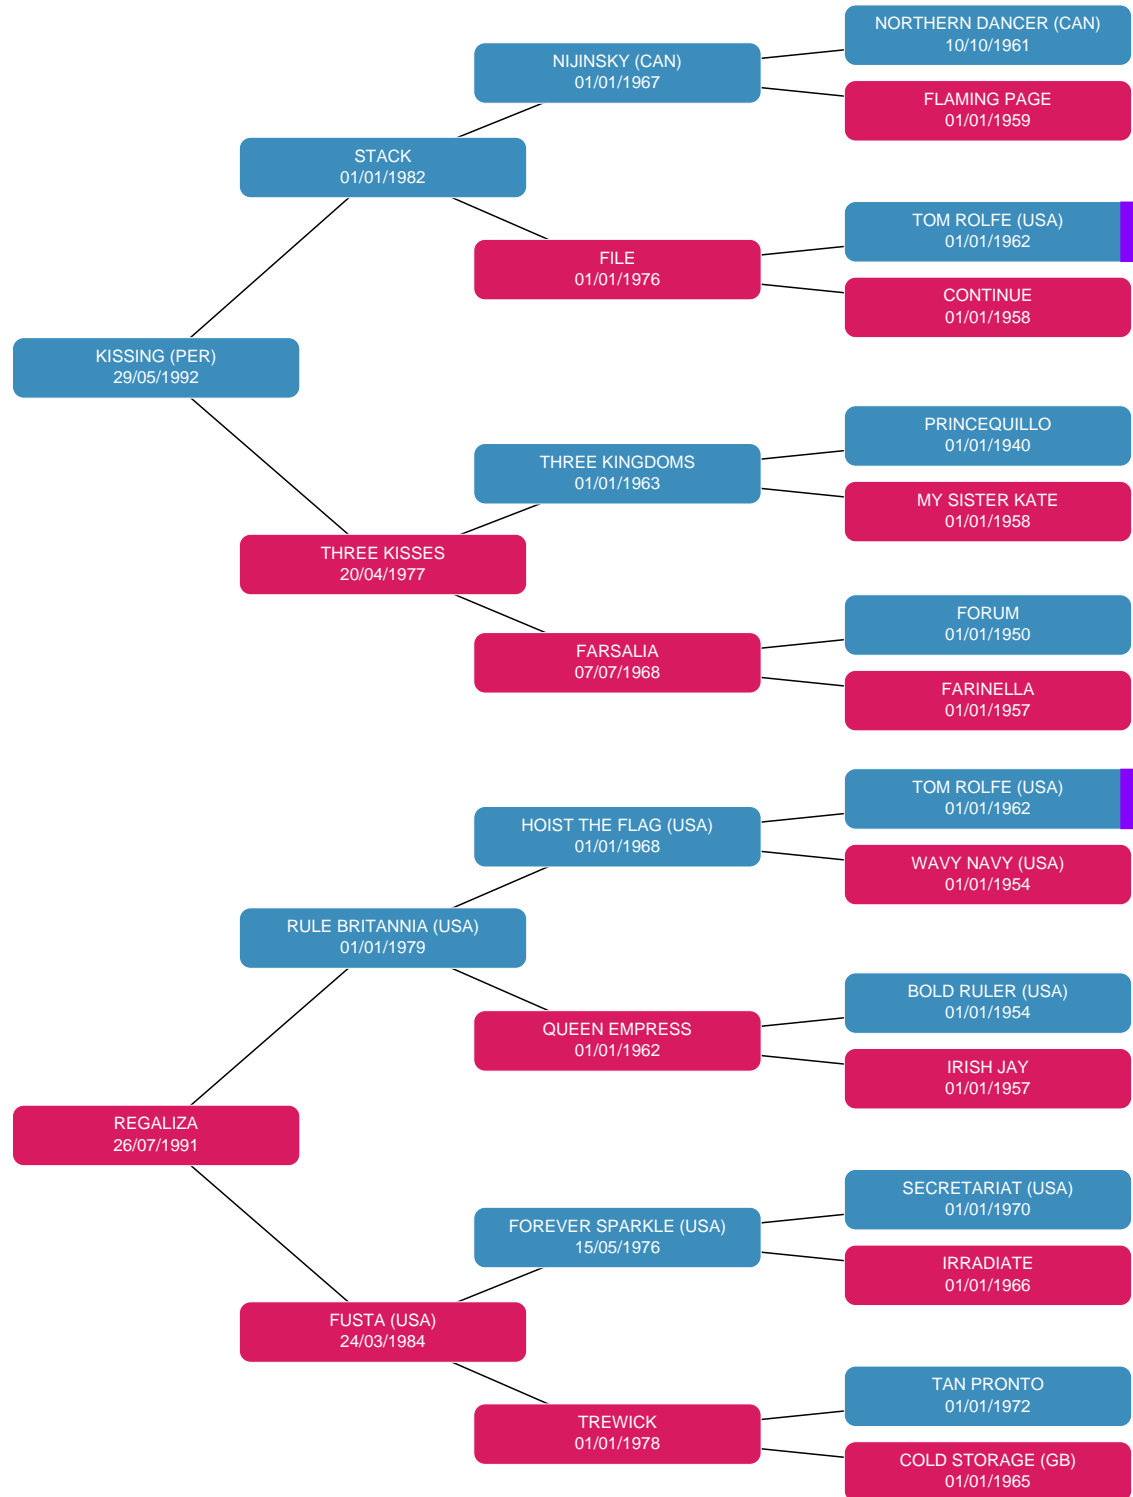 NORTHERN DANCER (CAN)
10/10/1961
NIJINSKY (CAN)
01/01/1967
FLAMING PAGE
01/01/1959
STACK
01/01/1982
TOM ROLFE (USA)
01/01/1962
FILE
01/01/1976
CONTINUE
01/01/1958
KISSING (PER)
29/05/1992
PRINCEQUILLO
01/01/1940
THREE KINGDOMS
01/01/1963
MY SISTER KATE
01/01/1958
THREE KISSES
20/04/1977
FORUM
01/01/1950
FARSALIA
07/07/1968
FARINELLA
01/01/1957
TOM ROLFE (USA)
01/01/1962
HOIST THE FLAG (USA)
01/01/1968
WAVY NAVY (USA)
01/01/1954
RULE BRITANNIA (USA)
01/01/1979
BOLD RULER (USA)
01/01/1954
QUEEN EMPRESS
01/01/1962
IRISH JAY
01/01/1957
REGALIZA
26/07/1991
SECRETARIAT (USA)
01/01/1970
FOREVER SPARKLE (USA)
15/05/1976
IRRADIATE
01/01/1966
FUSTA (USA)
24/03/1984
TAN PRONTO
01/01/1972
TREWICK
01/01/1978
COLD STORAGE (GB)
01/01/1965